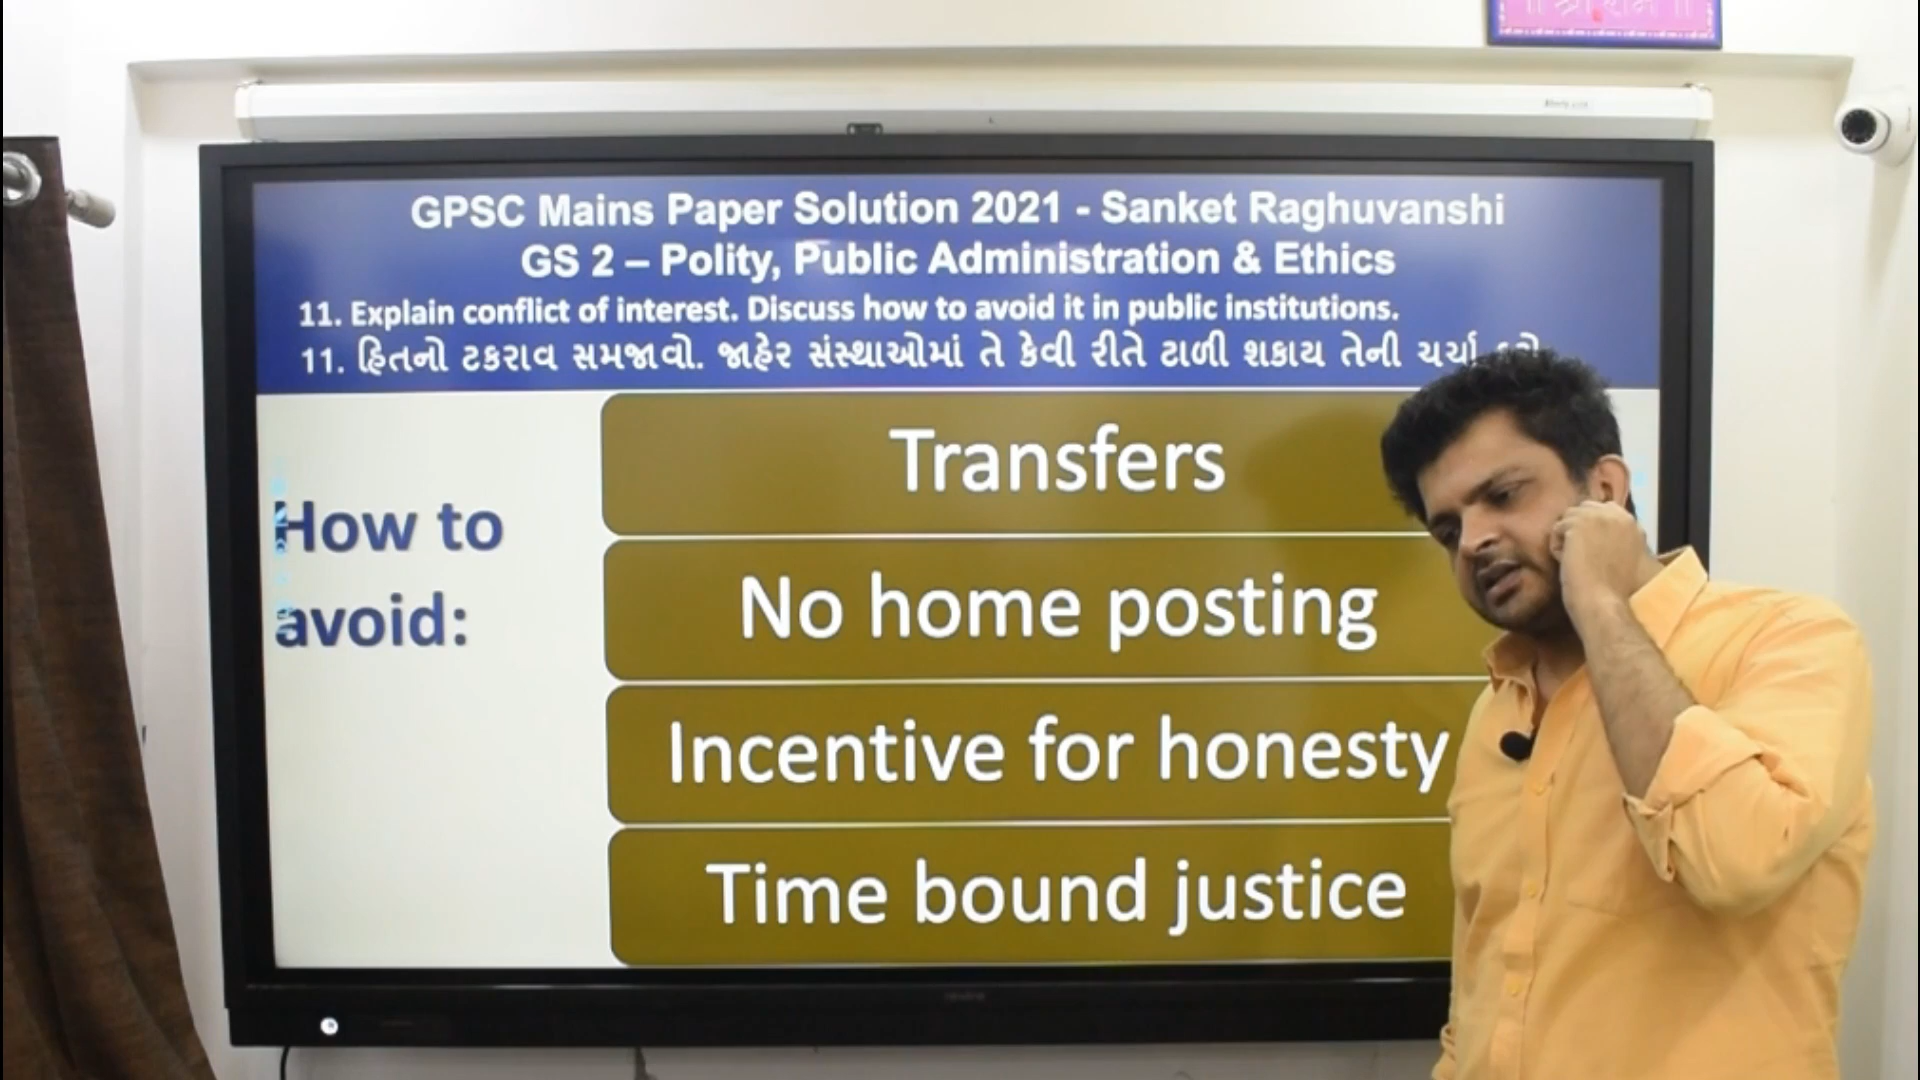 GPSC Mains Paper Solution 2021 - Sanket Raghuvanshi
GS 2 – Polity, Public Administration & Ethics
11. Explain conflict of interest. Discuss how to avoid it in public institutions.
11. હિતનો ટકરાવ સમજાવો. જાહેર સંસ્થાઓમાં તે કેવી રીતે ટાળી શકાય તેની ચર્ચા
How to
avoid:
Transfers
No home posting
Incentive for honesty
Time bound justice